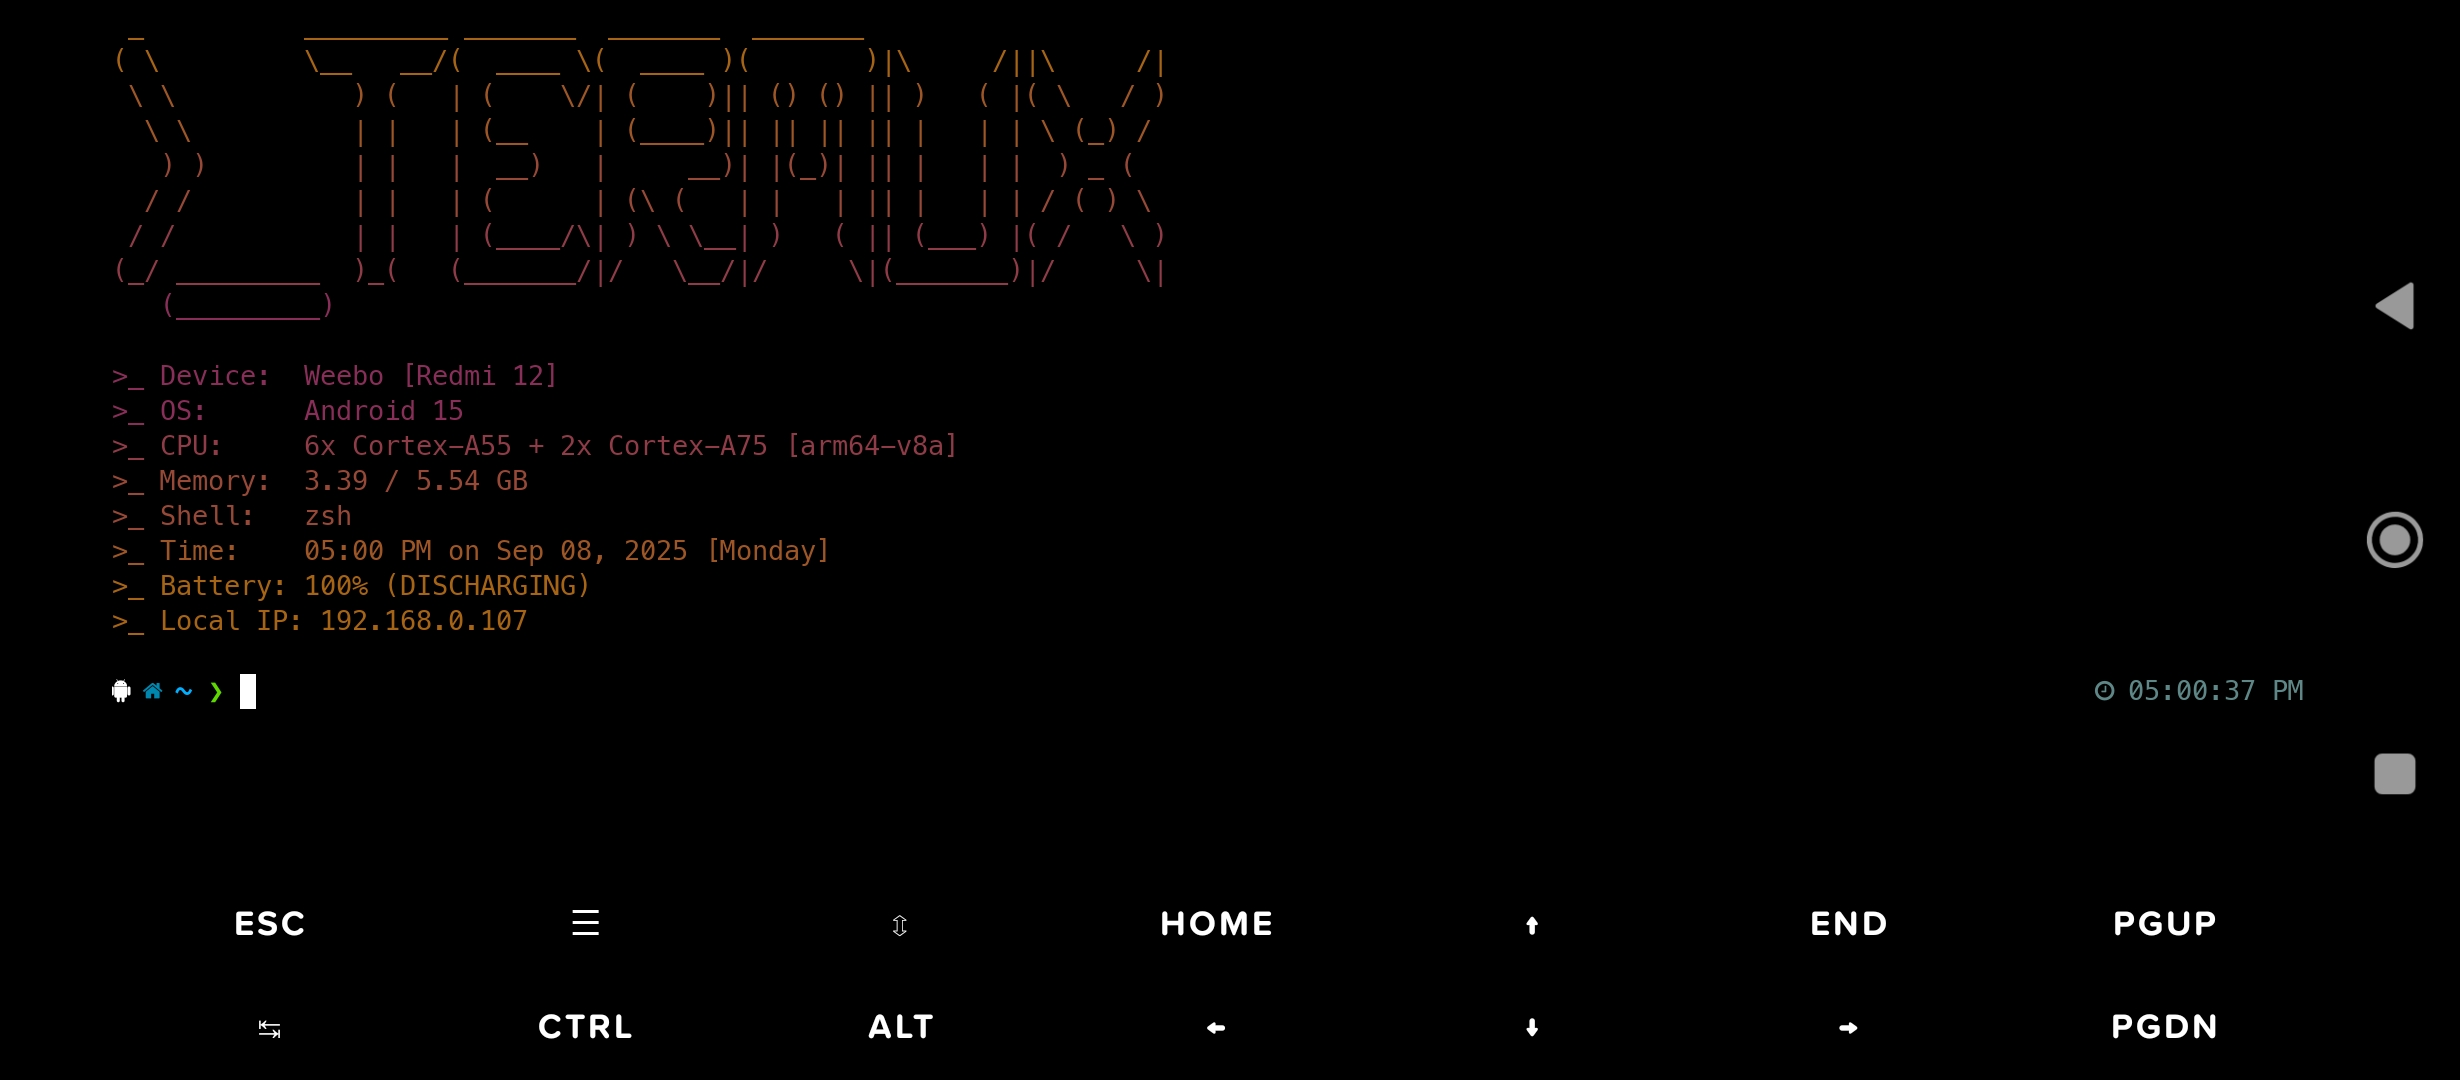 TERMUX
>_ Device:  Weebo [Redmi 12]
>_ OS:      Android 15
>_ CPU:     6x Cortex-A55 + 2x Cortex-A75 [arm64-v8a]
>_ Memory:  3.39 / 5.54 GB
>_ Shell:   zsh
>_ Time:    05:00 PM on Sep 08, 2025 [Monday]
>_ Battery: 100% (DISCHARGING)
>_ Local IP: 192.168.0.107
~ ❯ 05:00:37 PM
ESC ☰ ⇳ HOME ↑ END PGUP
↹ CTRL ALT ← ↓ → PGDN